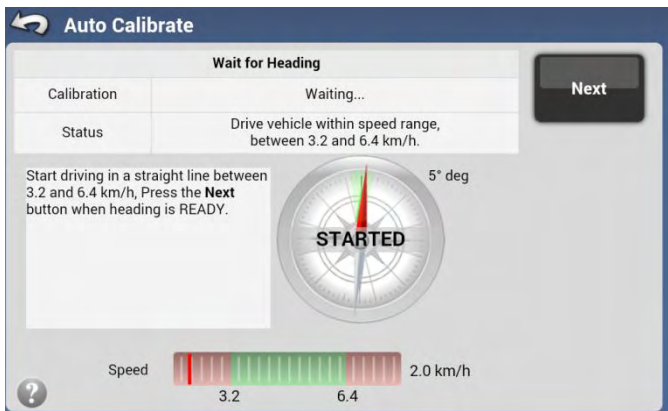 Auto Calibrate
Wait for Heading
Next
Calibration
Waiting...
Status
Drive vehicle within speed range,
between 3.2 and 6.4 km/h.
Start driving in a straight line between
3.2 and 6.4 km/h, Press the Next
button when heading is READY.
5° deg
STARTED
Speed
2.0 km/h
3.2
6.4
?